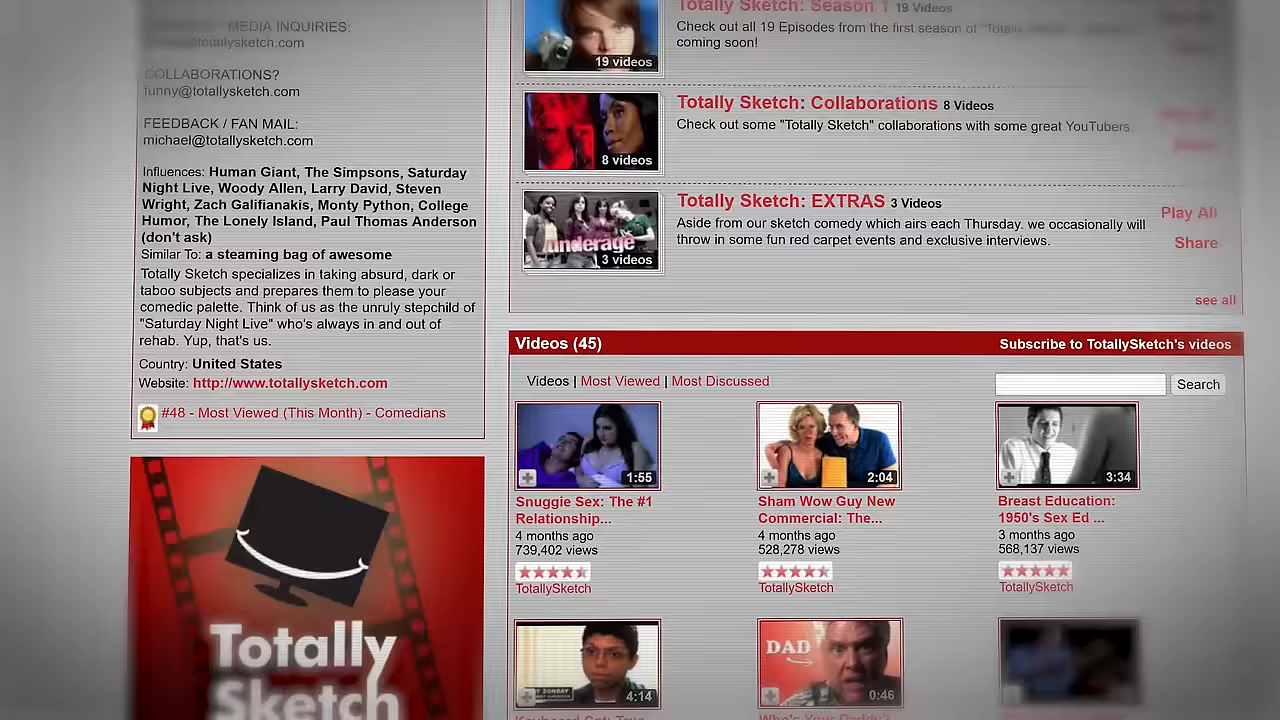 MEDIA INQUIRIES:
totallysketch.com
COLLABORATIONS?
funny@totallysketch.com
FEEDBACK / FAN MAIL:
michael@totallysketch.com
Influences: Human Giant, The Simpsons, Saturday
Night Live, Woody Allen, Larry David, Steven
Wright, Zach Galifianakis, Monty Python, College
Humor, The Lonely Island, Paul Thomas Anderson
(don't ask)
Similar To: a steaming bag of awesome
Totally Sketch specializes in taking absurd, dark or
taboo subjects and prepares them to please your
comedic palette. Think of us as the unruly stepchild of
"Saturday Night Live" who's always in and out of
rehab. Yup, that's us.
Country: United States
Website: http://www.totallysketch.com
#48 - Most Viewed (This Month) - Comedians
Totally
Sketch
Totally Sketch: Season 1 19 Videos
Check out all 19 Episodes from the first season of "Totally
coming soon!
19 videos
Totally Sketch: Collaborations 8 Videos
Check out some "Totally Sketch" collaborations with some great YouTubers.
8 videos
Totally Sketch: EXTRAS 3 Videos
Aside from our sketch comedy which airs each Thursday. we occasionally will
throw in some fun red carpet events and exclusive interviews.
Play All
Share
underage
3 videos
see all
Videos (45)
Subscribe to TotallySketch's videos
Videos | Most Viewed | Most Discussed
Search
1:55
2:04
3:34
Snuggie Sex: The #1
Relationship...
4 months ago
739,402 views
TotallySketch
Sham Wow Guy New
Commercial: The...
4 months ago
528,278 views
TotallySketch
Breast Education:
1950's Sex Ed ...
3 months ago
568,137 views
TotallySketch
ZONDAY
4:14
DAD
0:46
Keyboard Cat: True
Who's Your Daddy?